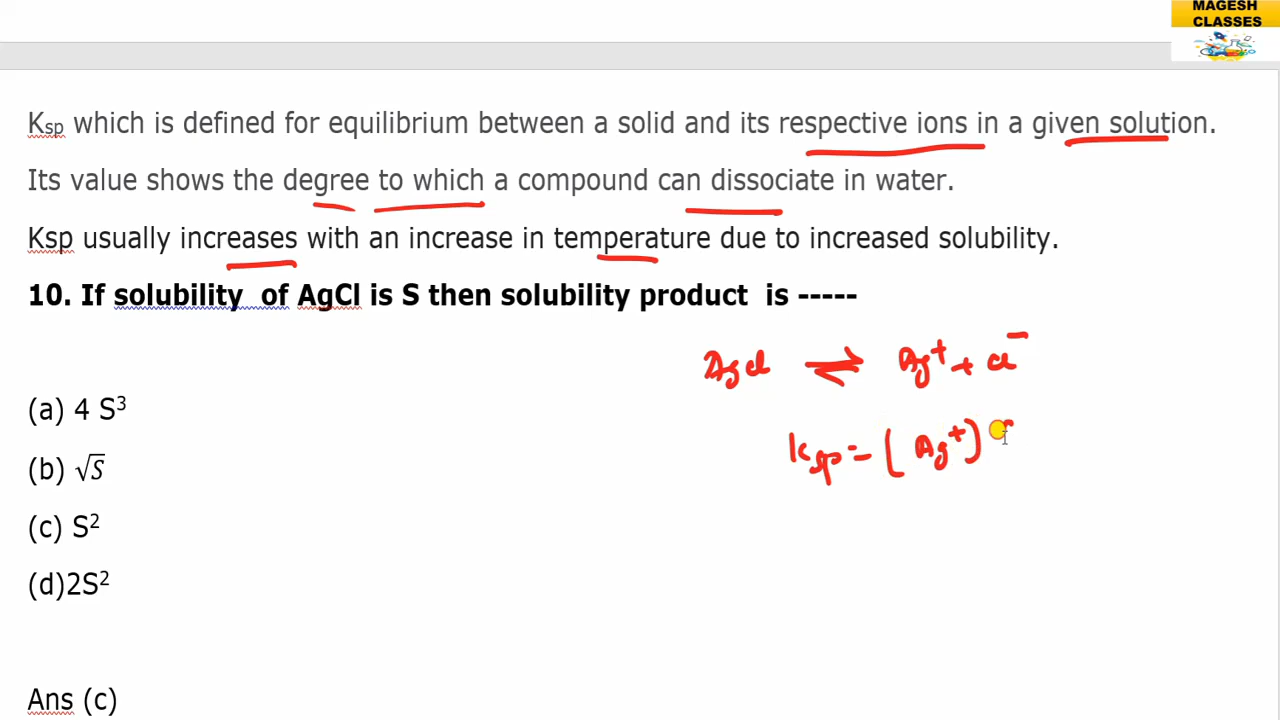 MAGESH
CLASSES
Ksp which is defined for equilibrium between a solid and its respective ions in a given solution.
Its value shows the degree to which a compound can dissociate in water.
Ksp usually increases with an increase in temperature due to increased solubility.
10. If solubility of AgCl is S then solubility product is -----
AgCl ⇌ Ag⁺ + Cl⁻
(a) 4 S³
Ksp = [Ag⁺]
(b) √S
(c) S²
(d)2S²
Ans (c)